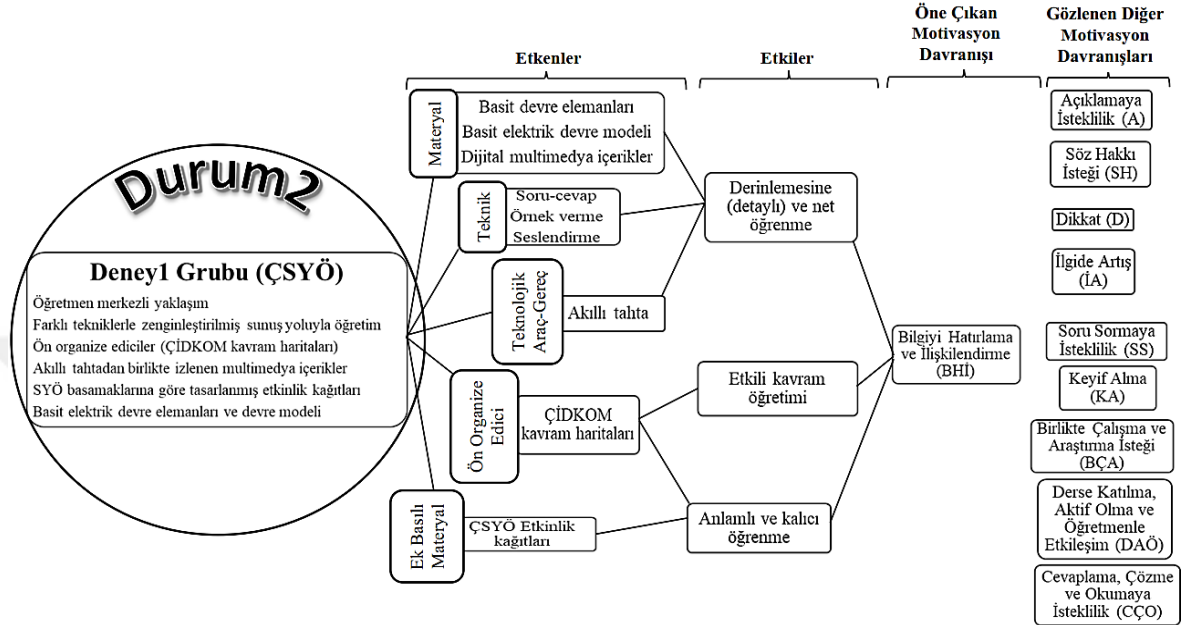 Etkenler
Etkiler
Öne Çıkan
Motivasyon
Davranışı
Gözlenen Diğer
Motivasyon
Davranışları
Durum2
Deney1 Grubu (ÇSYÖ)
Öğretmen merkezli yaklaşım
Farklı tekniklerle zenginleştirilmiş sunuş yoluyla öğretim
Ön organize ediciler (ÇİDKOM kavram haritaları)
Akıllı tahtadan birlikte izlenen multimedya içerikler
SYÖ basamaklarına göre tasarlanmış etkinlik kağıtları
Basit elektrik devre elemanları ve devre modeli
Materyal
Basit devre elemanları
Basit elektrik devre modeli
Dijital multimedya içerikler
Teknik
Soru-cevap
Örnek verme
Seslendirme
Teknolojik
Araç-Gereç
Akıllı tahta
Ön Organize
Edici
ÇİDKOM
kavram haritaları
Ek Basılı
Materyal
ÇSYÖ Etkinlik
kağıtları
Derinlemesine
(detaylı) ve net
öğrenme
Etkili kavram
öğretimi
Anlamlı ve kalıcı
öğrenme
Bilgiyi Hatırlama
ve İlişkilendirme
(BHİ)
Açıklamaya
İsteklilik (A)
Söz Hakkı
İsteği (SH)
Dikkat (D)
İlgide Artış
(İA)
Soru Sormaya
İsteklilik (SS)
Keyif Alma
(KA)
Birlikte Çalışma ve
Araştırma İsteği
(BÇA)
Derse Katılma,
Aktif Olma ve
Öğretmenle
Etkileşim (DAÖ)
Cevaplama, Çözme
ve Okumaya
İsteklilik (CÇO)